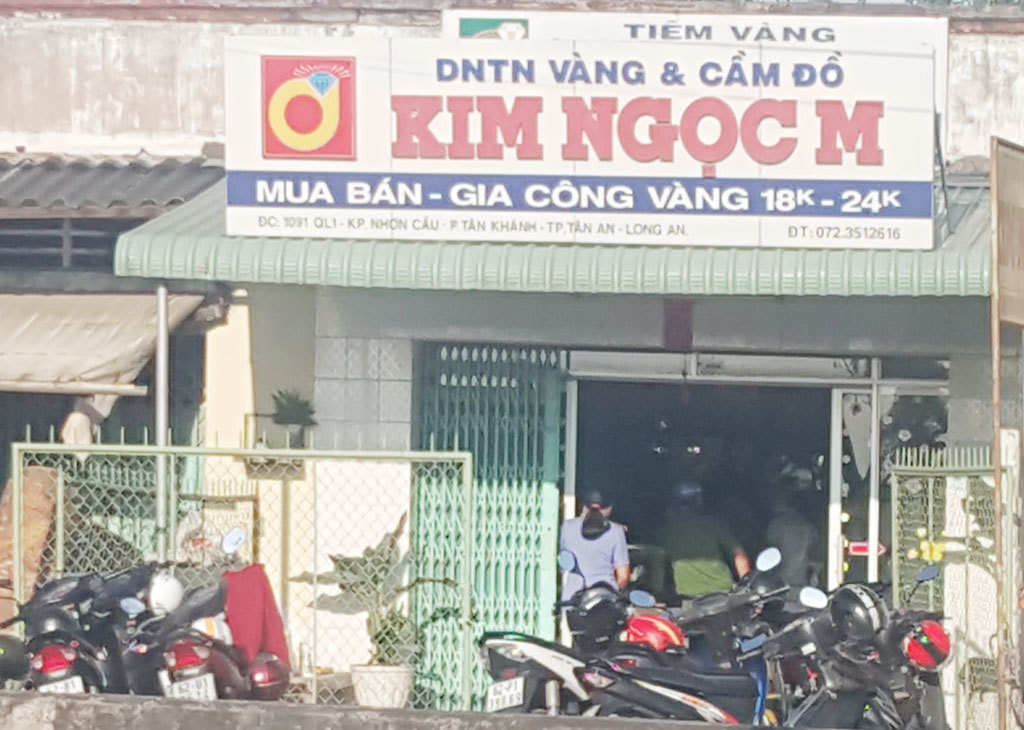 TIỆM VÀNG
DNTN VÀNG & CẦM ĐỒ
KIM NGỌC M
MUA BÁN - GIA CÔNG VÀNG 18K - 24K
ĐC: 1091 QL1 - KP. NHƠN CẦU - P. TÂN KHÁNH - TP. TÂN AN - LONG AN.
ĐT: 072.3512616